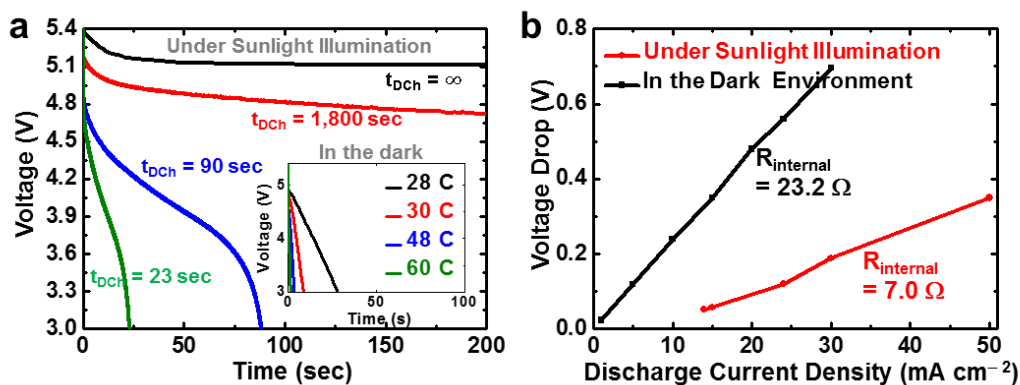 a
5.4
5.1
4.8
4.5
4.2
3.9
3.6
3.3
3.0
Voltage (V)
Under Sunlight Illumination
tDCh = ∞
tDCh = 1,800 sec
tDCh = 90 sec
tDCh = 23 sec
In the dark
5
4
3
Voltage (V)
28 C
30 C
48 C
60 C
0 50 100
Time (s)
0 50 100 150 200
Time (sec)
b
0.8
0.6
0.4
0.2
0.0
Voltage Drop (V)
Under Sunlight Illumination
In the Dark Environment
Rinternal
= 23.2 Ω
Rinternal
= 7.0 Ω
0 10 20 30 40 50
Discharge Current Density (mA cm⁻²)